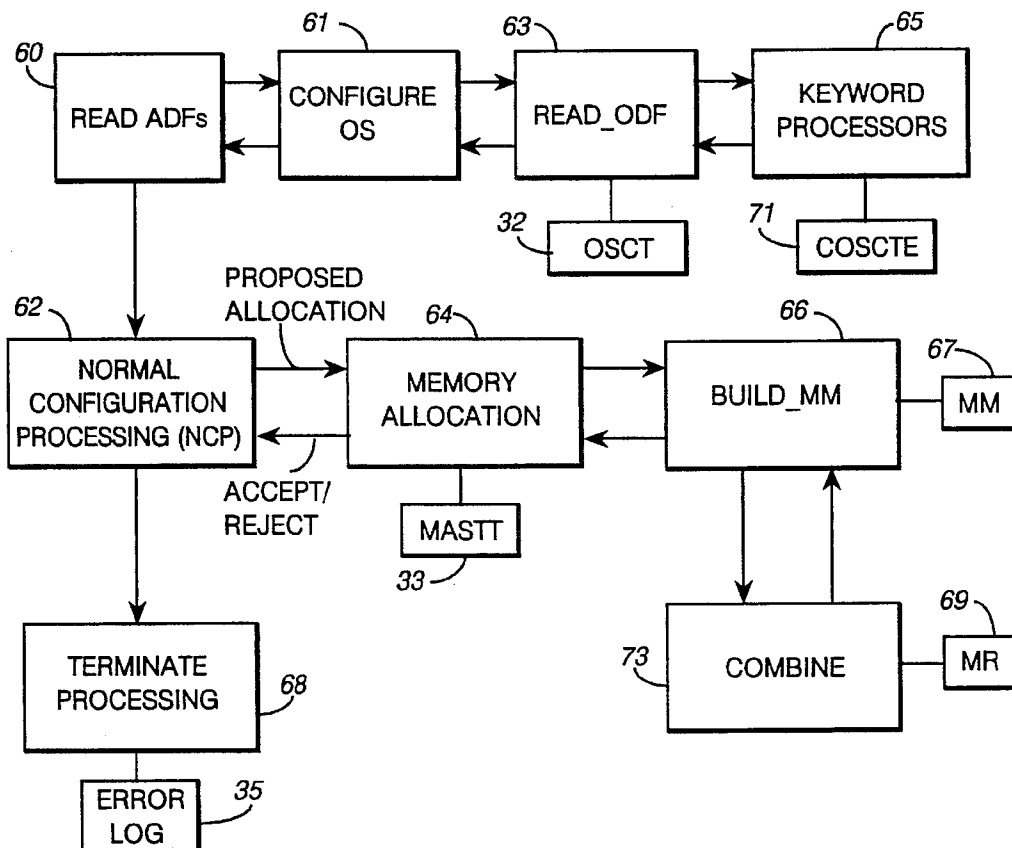 60
61
63
65
READ ADFs
CONFIGURE
OS
READ_ODF
KEYWORD
PROCESSORS
32
OSCT
71
COSCTE
62
PROPOSED
ALLOCATION
64
66
67
NORMAL
CONFIGURATION
PROCESSING (NCP)
MEMORY
ALLOCATION
BUILD_MM
MM
ACCEPT/
REJECT
MASTT
33
69
TERMINATE
PROCESSING
68
73
COMBINE
MR
ERROR
LOG
35